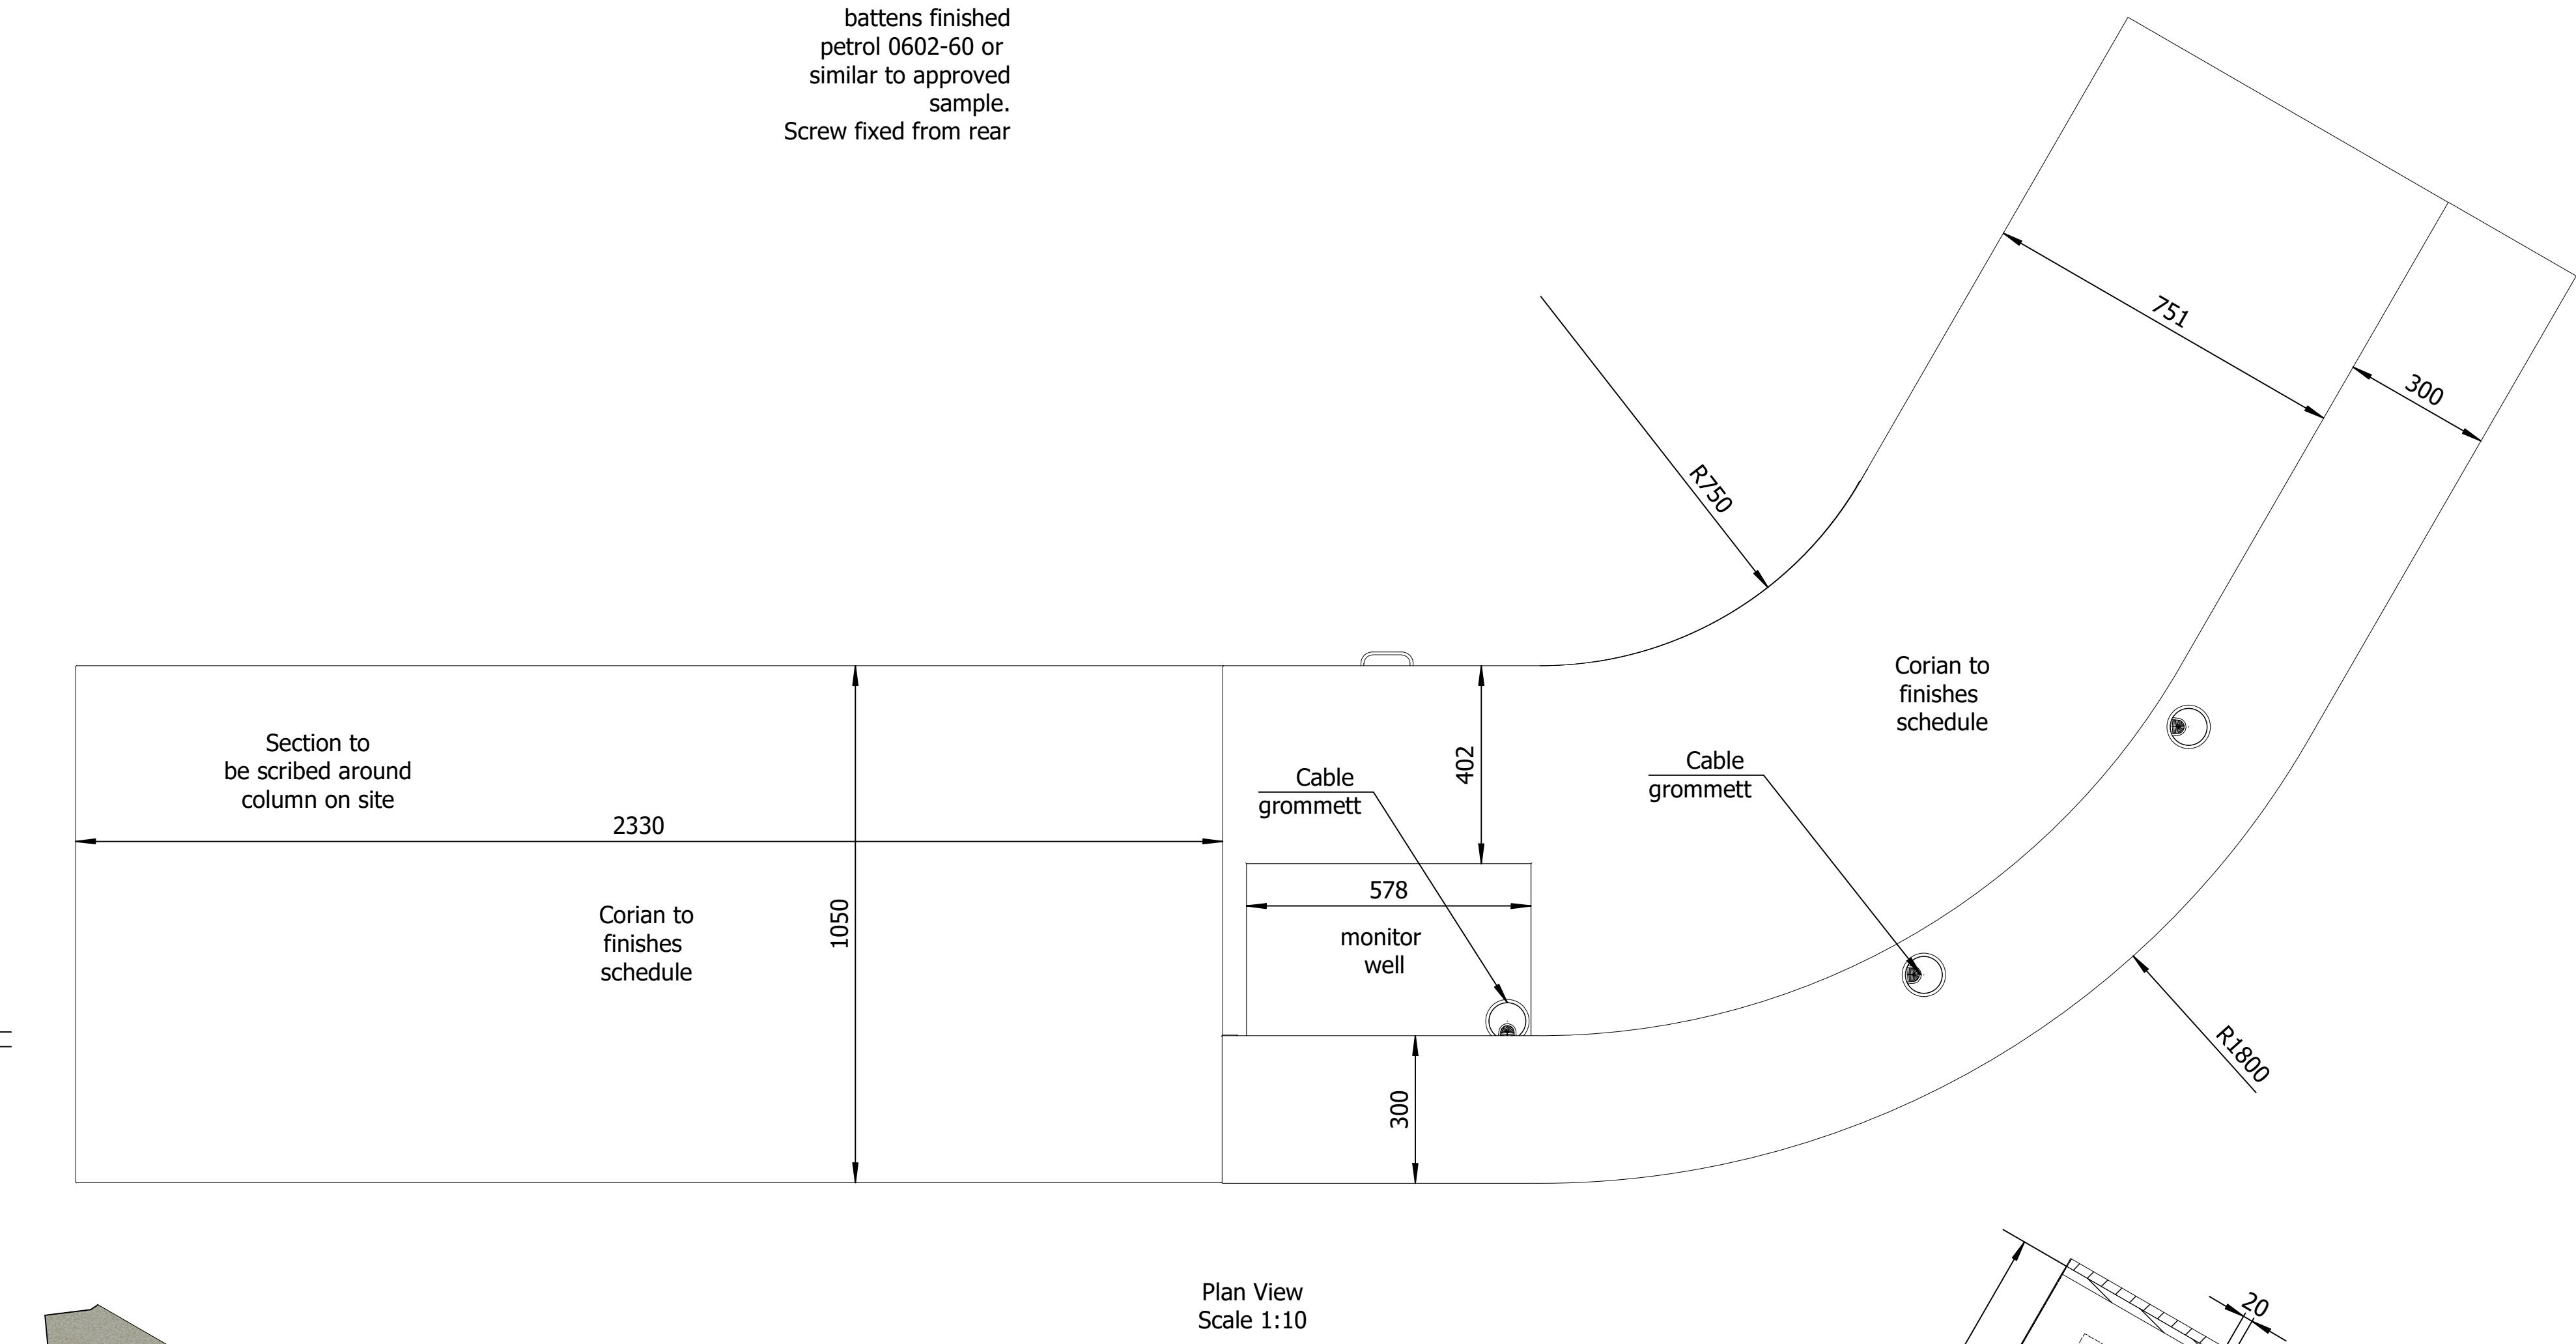 battens finished
petrol 0602-60 or
similar to approved
sample.
Screw fixed from rear
751
300
R750
Corian to
finishes
schedule
Section to
be scribed around
column on site
2330
1050
Corian to
finishes
schedule
402
Cable
grommett
Cable
grommett
578
monitor
well
300
R1800
Plan View
Scale 1:10
20